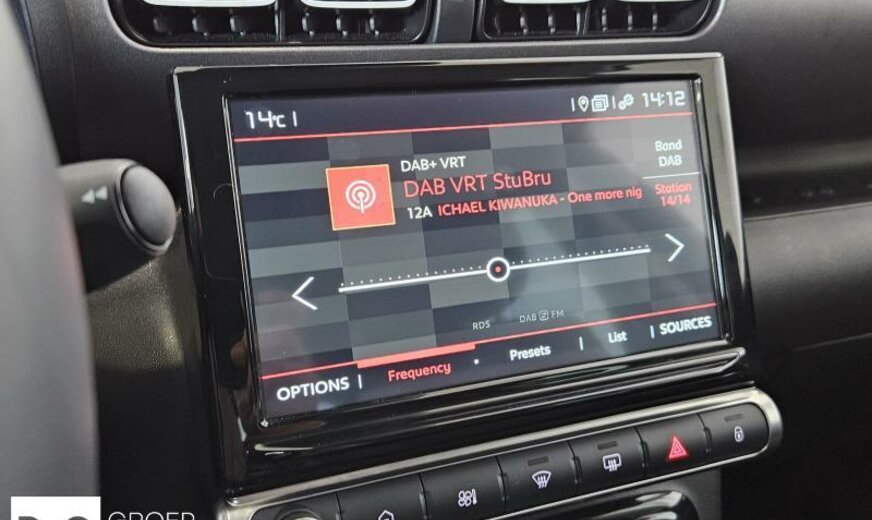 14°C
14:12
DAB+ VRT
Band
DAB
DAB VRT StuBru
Station
14/14
12A ICHAEL KIWANUKA - One more nig
RDS
DAB FM
OPTIONS
Frequency
Presets
List
SOURCES
GROEP